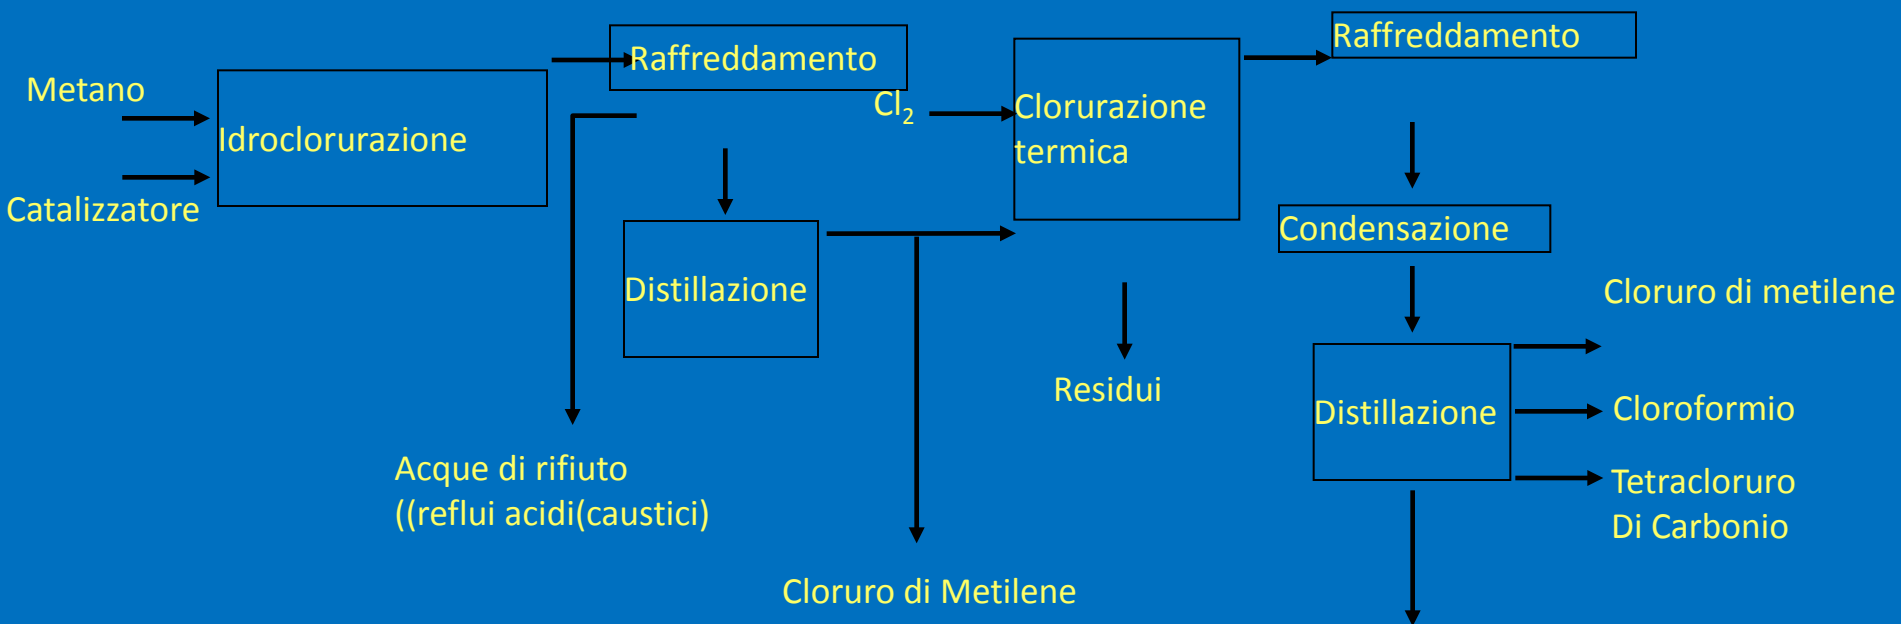 Metano
Catalizzatore
Idroclorurazione
Raffreddamento
Acque di rifiuto
((reflui acidi(caustici)
Distillazione
Cloruro di Metilene
Cl₂
Clorurazione
termica
Residui
Raffreddamento
Condensazione
Distillazione
Cloruro di metilene
Cloroformio
Tetracloruro
Di Carbonio